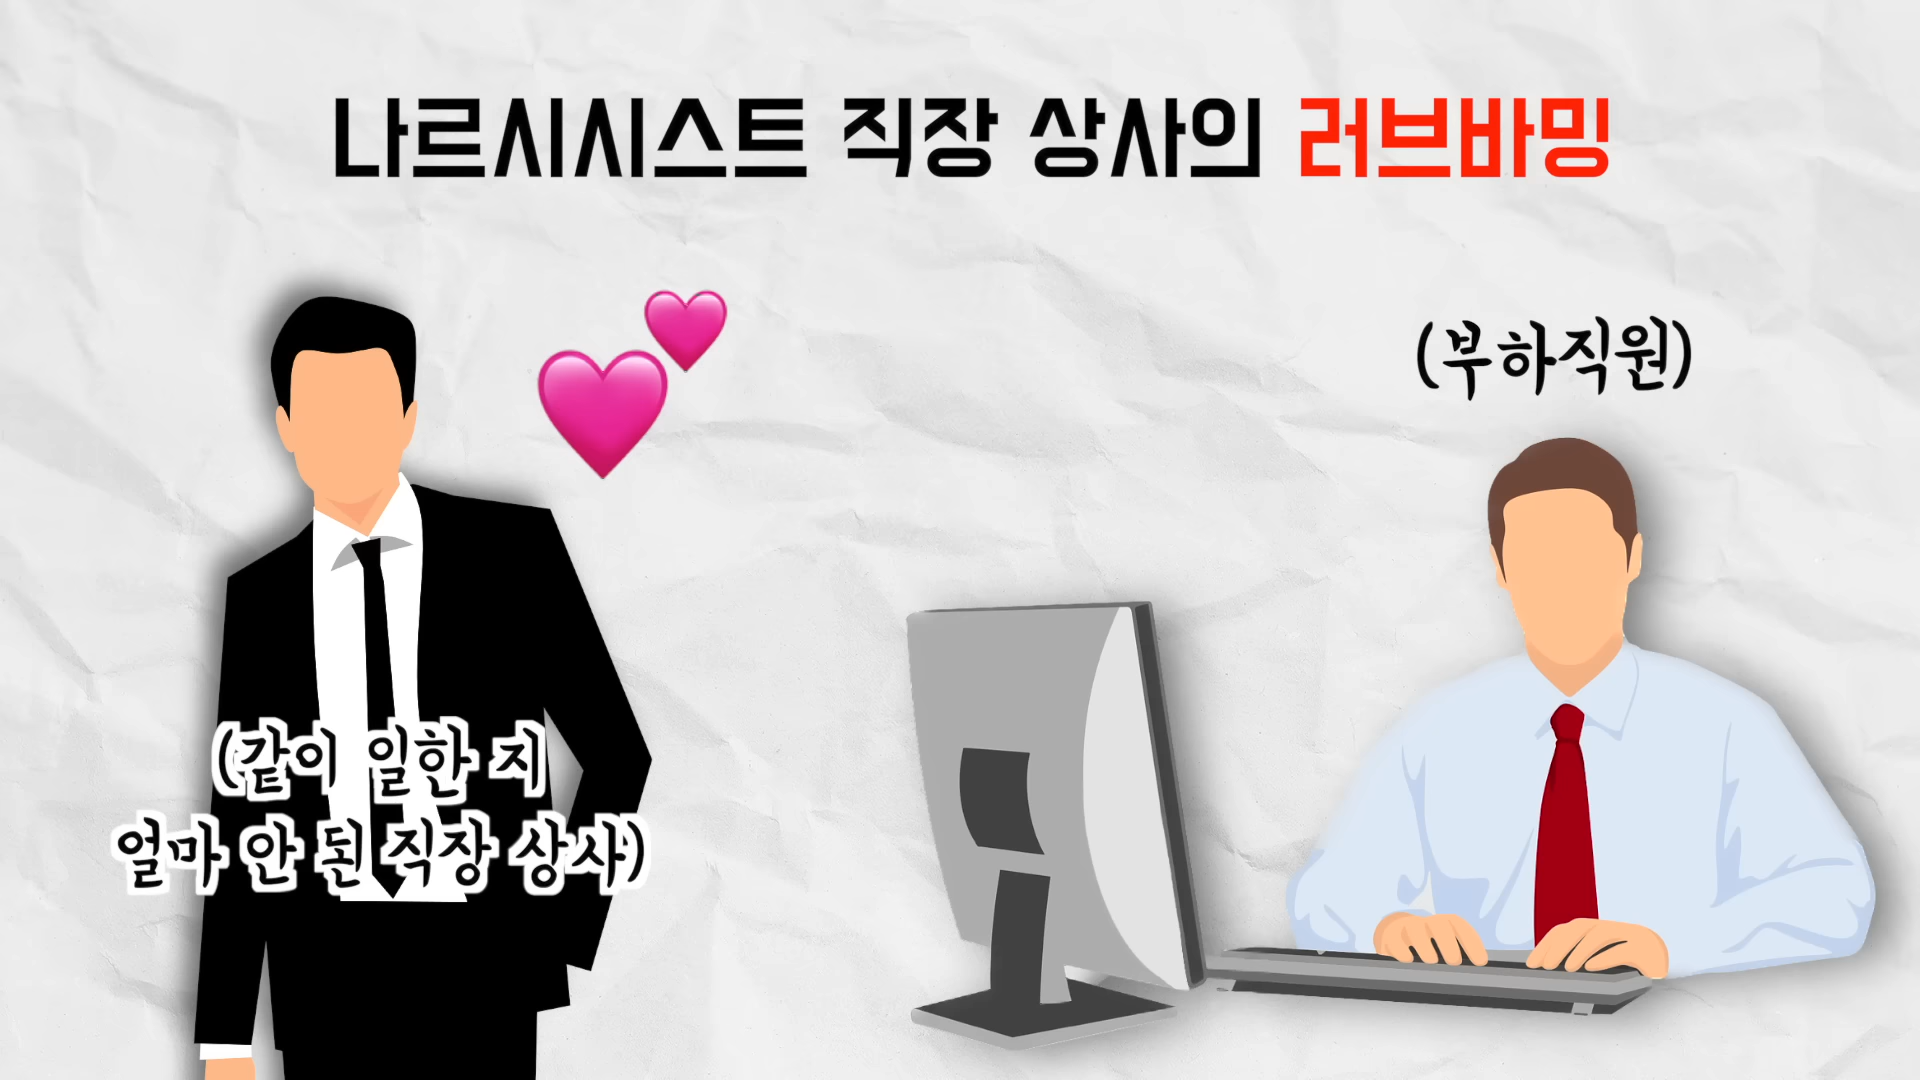 나르시시스트 직장 상사의 러브바밍
(부하직원)
(같이 일한 지
얼마 안 된 직장 상사)